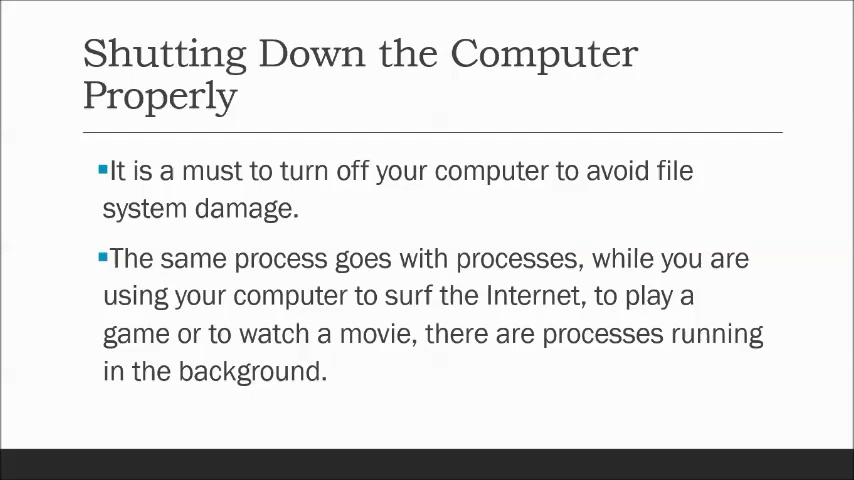 Shutting Down the Computer
Properly
▪It is a must to turn off your computer to avoid file
system damage.
▪The same process goes with processes, while you are
using your computer to surf the Internet, to play a
game or to watch a movie, there are processes running
in the background.